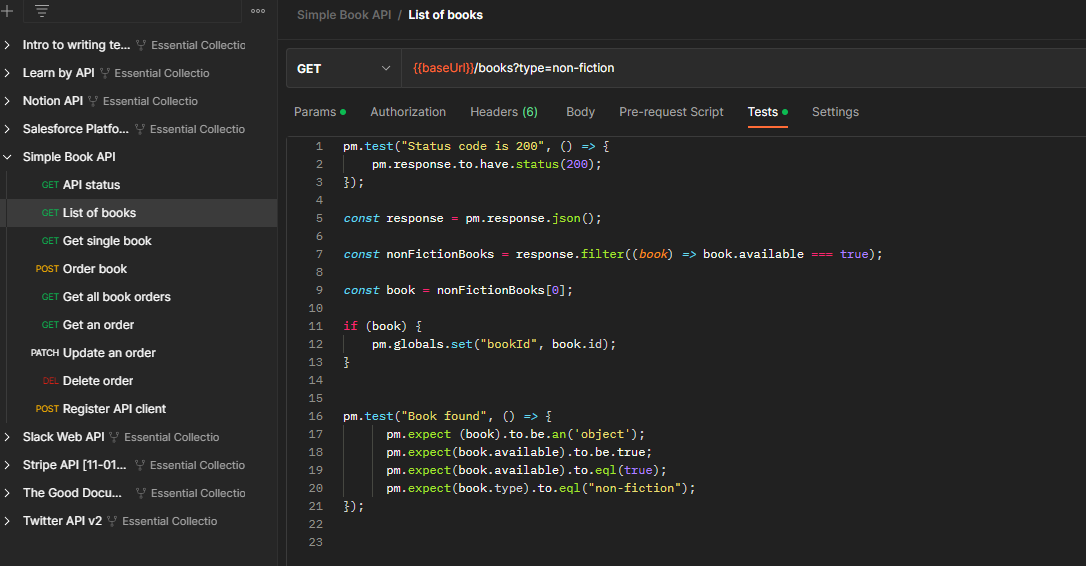 Simple Book API / List of books
Intro to writing te... Essential Collectio
Learn by API Essential Collectio
Notion API Essential Collectio
Salesforce Platfo... Essential Collectio
Simple Book API
GET API status
GET List of books
GET Get single book
POST Order book
GET Get all book orders
GET Get an order
PATCH Update an order
DEL Delete order
POST Register API client
Slack Web API Essential Collectio
Stripe API [11-01... Essential Collectio
The Good Docu... Essential Collectio
Twitter API v2 Essential Collectio
GET {{baseUrl}}/books?type=non-fiction
Params Authorization Headers (6) Body Pre-request Script Tests Settings
1 pm.test("Status code is 200", () => {
2 pm.response.to.have.status(200);
3 });
4
5 const response = pm.response.json();
6
7 const nonFictionBooks = response.filter((book) => book.available === true);
8
9 const book = nonFictionBooks[0];
10
11 if (book) {
12 pm.globals.set("bookId", book.id);
13 }
14
15
16 pm.test("Book found", () => {
17 pm.expect (book).to.be.an('object');
18 pm.expect(book.available).to.be.true;
19 pm.expect(book.available).to.eql(true);
20 pm.expect(book.type).to.eql("non-fiction");
21 });
22
23